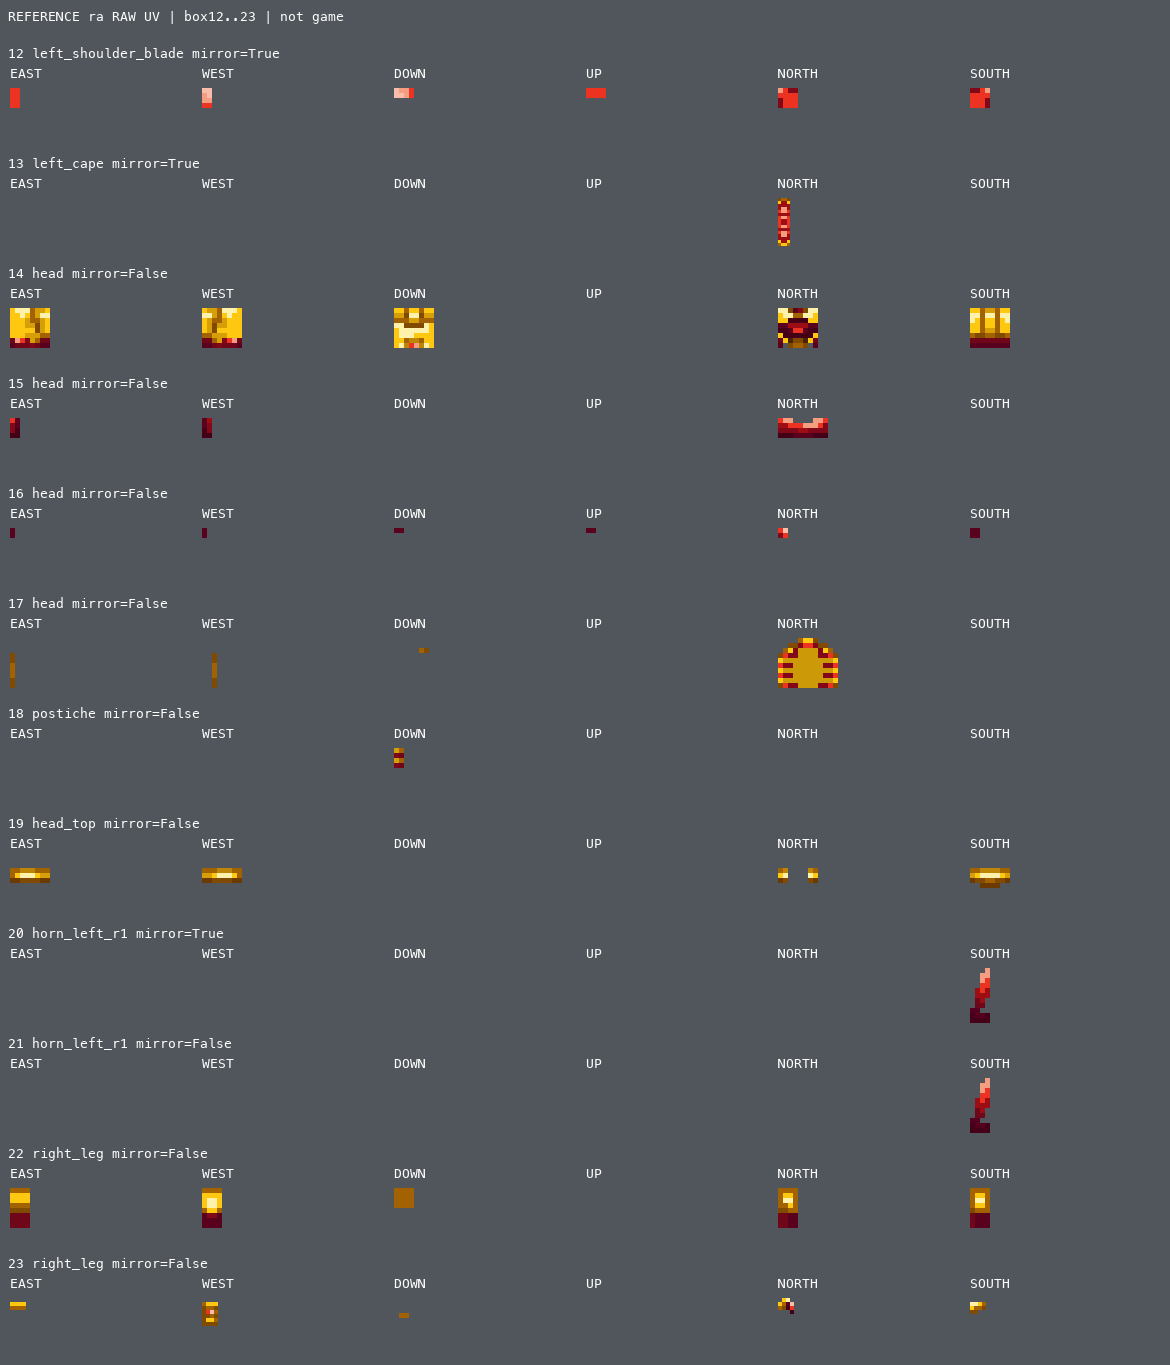 REFERENCE ra RAW UV | box12..23 | not game
12 left_shoulder_blade mirror=True
EAST WEST DOWN UP NORTH SOUTH
13 left_cape mirror=True
EAST WEST DOWN UP NORTH SOUTH
14 head mirror=False
EAST WEST DOWN UP NORTH SOUTH
15 head mirror=False
EAST WEST DOWN UP NORTH SOUTH
16 head mirror=False
EAST WEST DOWN UP NORTH SOUTH
17 head mirror=False
EAST WEST DOWN UP NORTH SOUTH
18 postiche mirror=False
EAST WEST DOWN UP NORTH SOUTH
19 head_top mirror=False
EAST WEST DOWN UP NORTH SOUTH
20 horn_left_r1 mirror=True
EAST WEST DOWN UP NORTH SOUTH
21 horn_left_r1 mirror=False
EAST WEST DOWN UP NORTH SOUTH
22 right_leg mirror=False
EAST WEST DOWN UP NORTH SOUTH
23 right_leg mirror=False
EAST WEST DOWN UP NORTH SOUTH